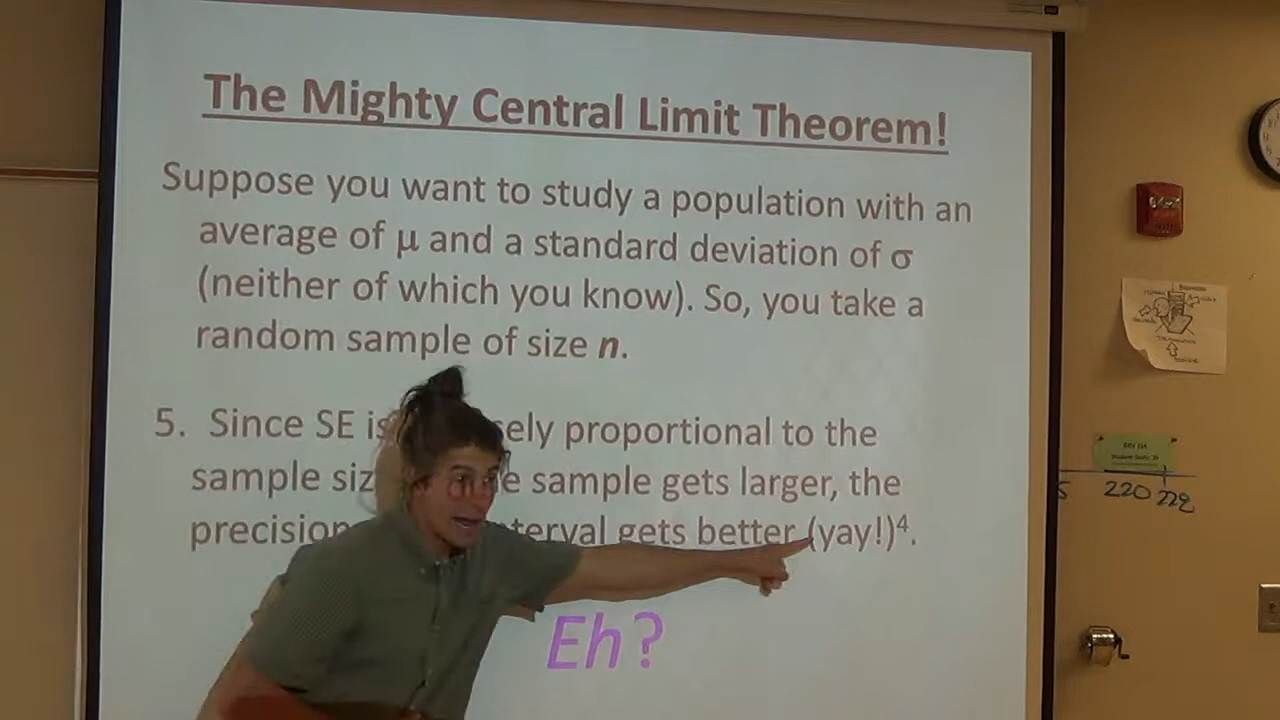 The Mighty Central Limit Theorem!
Suppose you want to study a population with an
average of μ and a standard deviation of σ
(neither of which you know). So, you take a
random sample of size n.
5. Since SE is sely proportional to the
sample siz e sample gets larger, the
precision terval gets better (yay!)⁴.
Eh?
220 222